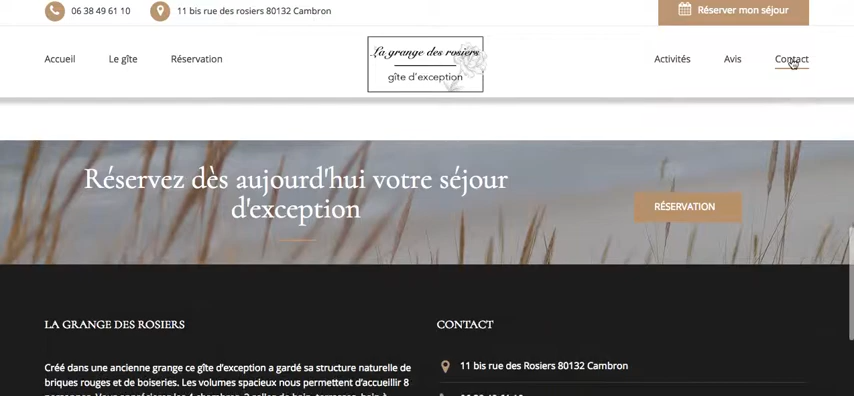 06 38 49 61 10
11 bis rue des rosiers 80132 Cambron
Réserver mon séjour
Accueil
Le gîte
Réservation
La grange des rosiers
gîte d'exception
Activités
Avis
Contact
Réservez dès aujourd'hui votre séjour
d'exception
RÉSERVATION
LA GRANGE DES ROSIERS
Créé dans une ancienne grange ce gîte d'exception a gardé sa structure naturelle de
briques rouges et de boiseries. Les volumes spacieux nous permettent d'accueillir 8
CONTACT
11 bis rue des Rosiers 80132 Cambron